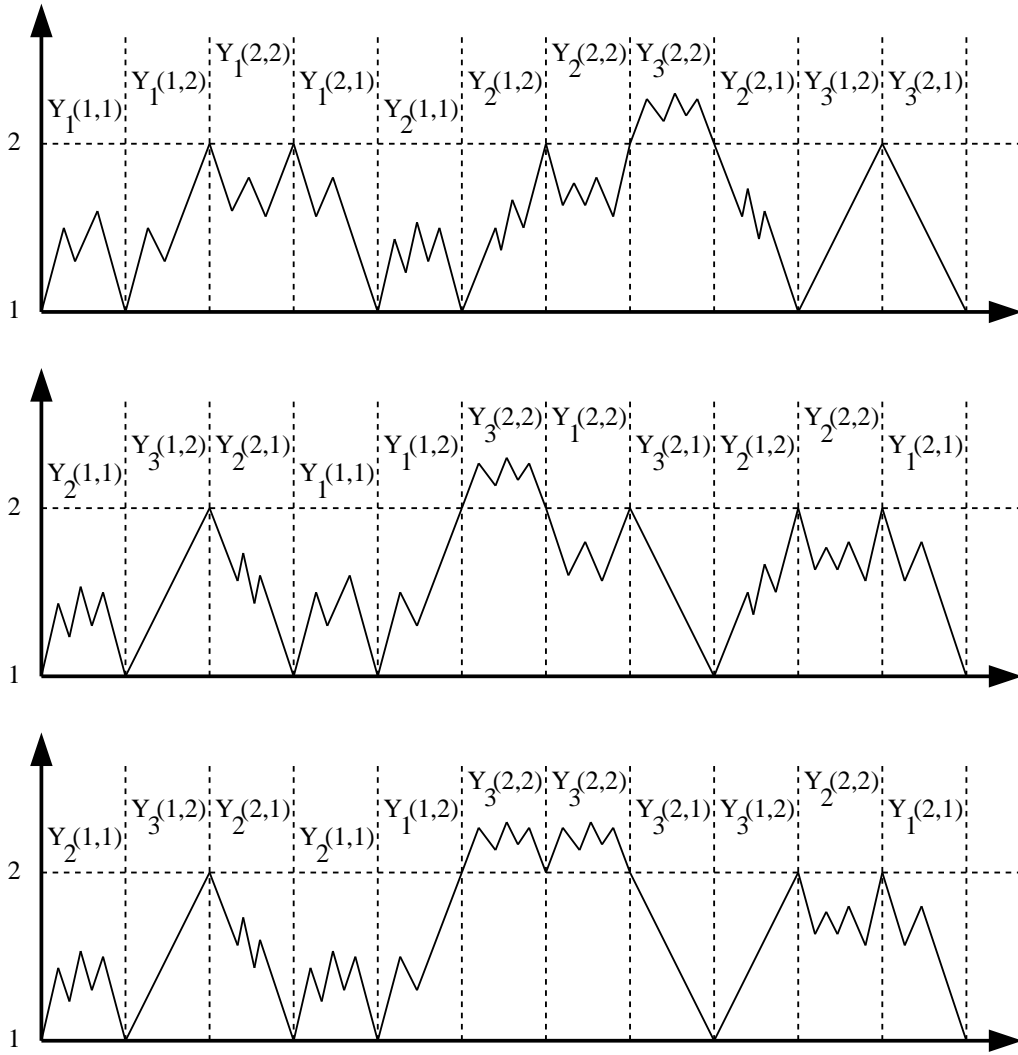 Y1(1,1) Y1(1,2) Y1(2,2) Y1(2,1) Y2(1,1) Y2(1,2) Y2(2,2) Y3(2,2) Y2(2,1) Y3(1,2) Y3(2,1)
2
1
Y2(1,1) Y3(1,2) Y2(2,1) Y1(1,1) Y1(1,2) Y3(2,2) Y1(2,2) Y3(2,1) Y2(1,2) Y2(2,2) Y1(2,1)
2
1
Y2(1,1) Y3(1,2) Y2(2,1) Y2(1,1) Y1(1,2) Y3(2,2) Y3(2,2) Y3(2,1) Y3(1,2) Y2(2,2) Y1(2,1)
2
1